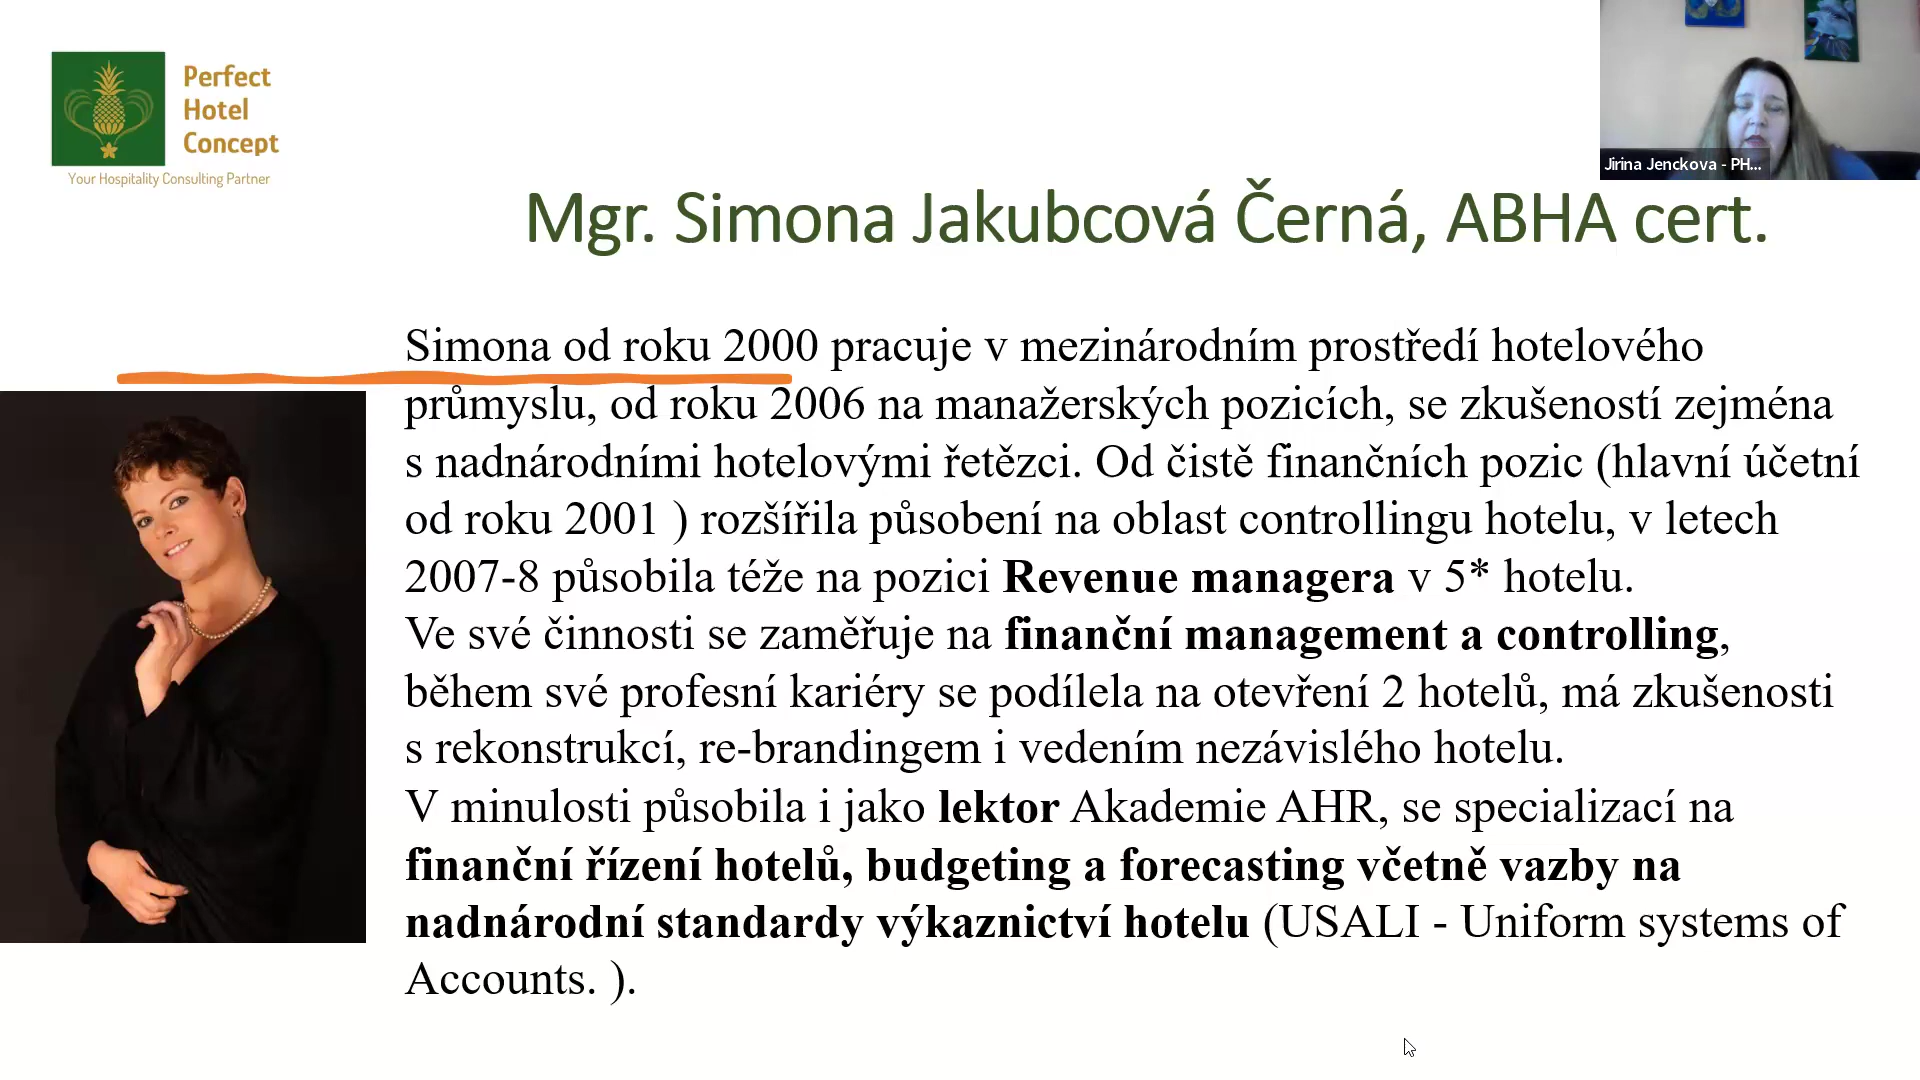 Perfect
Hotel
Concept
Your Hospitality Consulting Partner
Jirina Jenckova - PH...
Mgr. Simona Jakubcová Černá, ABHA cert.
Simona od roku 2000 pracuje v mezinárodním prostředí hotelového
průmyslu, od roku 2006 na manažerských pozicích, se zkušeností zejména
s nadnárodními hotelovými řetězci. Od čistě finančních pozic (hlavní účetní
od roku 2001 ) rozšířila působení na oblast controllingu hotelu, v letech
2007-8 působila téže na pozici Revenue managera v 5* hotelu.
Ve své činnosti se zaměřuje na finanční management a controlling,
během své profesní kariéry se podílela na otevření 2 hotelů, má zkušenosti
s rekonstrukcí, re-brandingem i vedením nezávislého hotelu.
V minulosti působila i jako lektor Akademie AHR, se specializací na
finanční řízení hotelů, budgeting a forecasting včetně vazby na
nadnárodní standardy výkaznictví hotelu (USALI - Uniform systems of
Accounts. ).